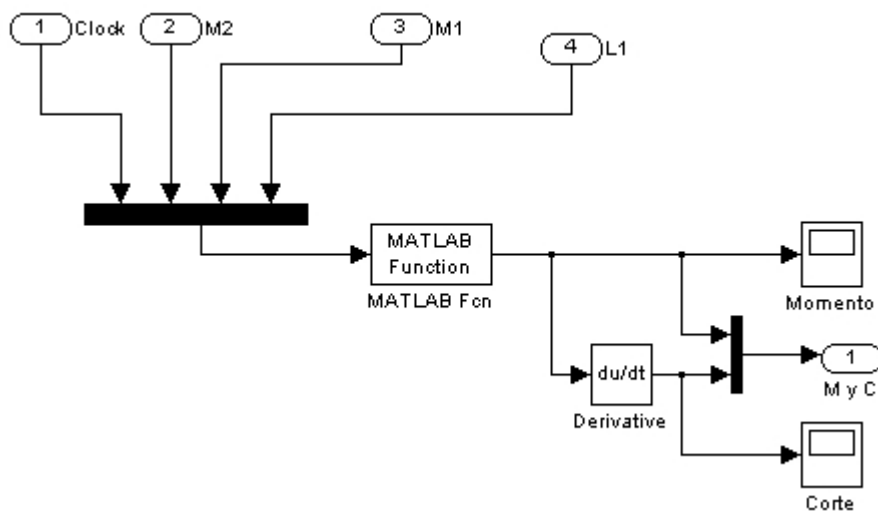 1 Clock
2 M2
3 M1
4 L1
MATLAB
Function
MATLAB Fcn
Momento
du/dt
Derivative
1
M y C
Corte